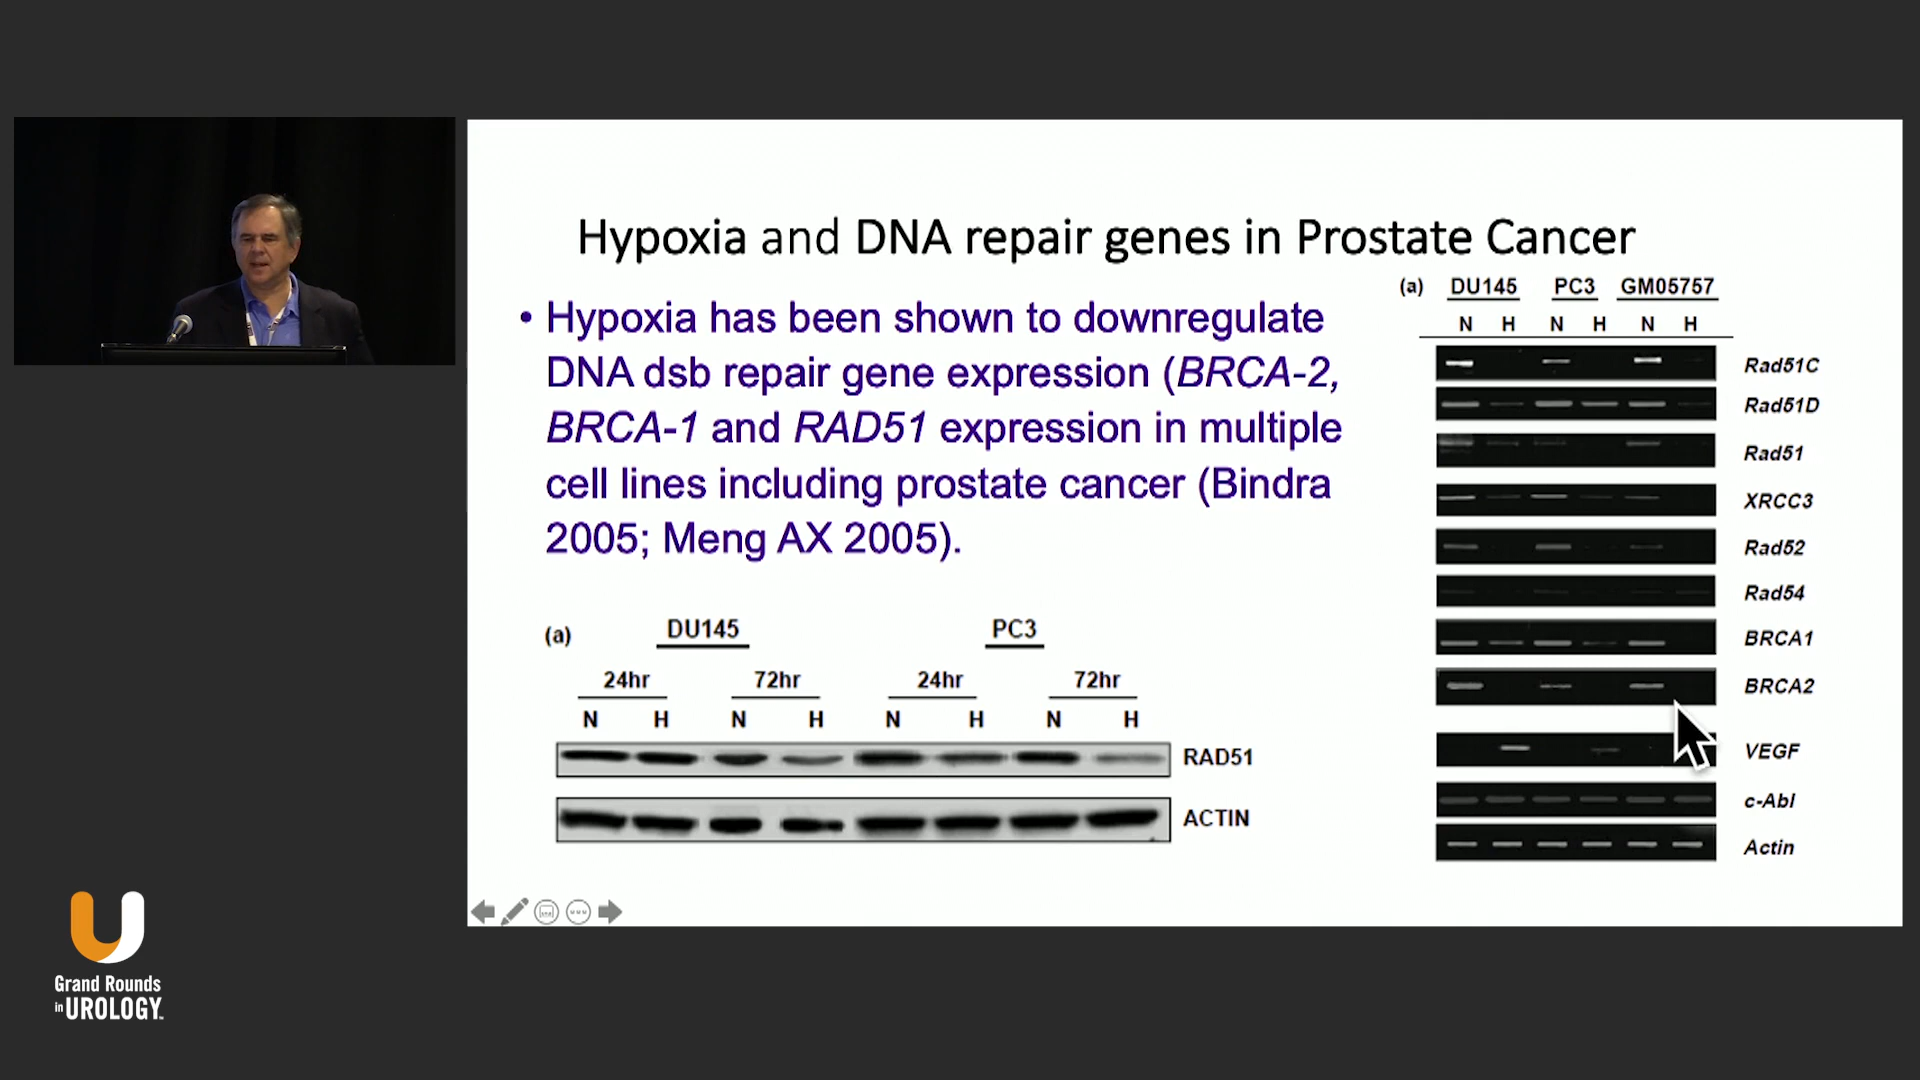 Hypoxia and DNA repair genes in Prostate Cancer
• Hypoxia has been shown to downregulate
DNA dsb repair gene expression (BRCA-2,
BRCA-1 and RAD51 expression in multiple
cell lines including prostate cancer (Bindra
2005; Meng AX 2005).
(a) DU145 PC3
24hr 72hr 24hr 72hr
N H N H N H N H
RAD51
ACTIN
(a) DU145 PC3 GM05757
N H N H N H
Rad51C
Rad51D
Rad51
XRCC3
Rad52
Rad54
BRCA1
BRCA2
VEGF
c-Abl
Actin
Grand Rounds
in UROLOGY